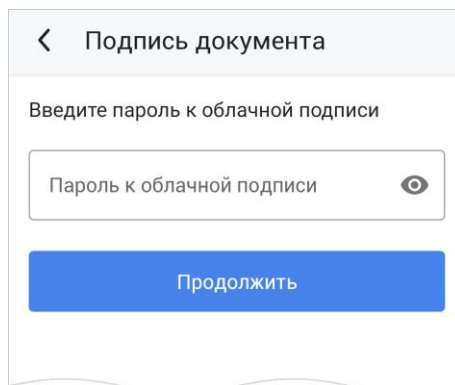 Подпись документа
Введите пароль к облачной подписи
Пароль к облачной подписи
Продолжить